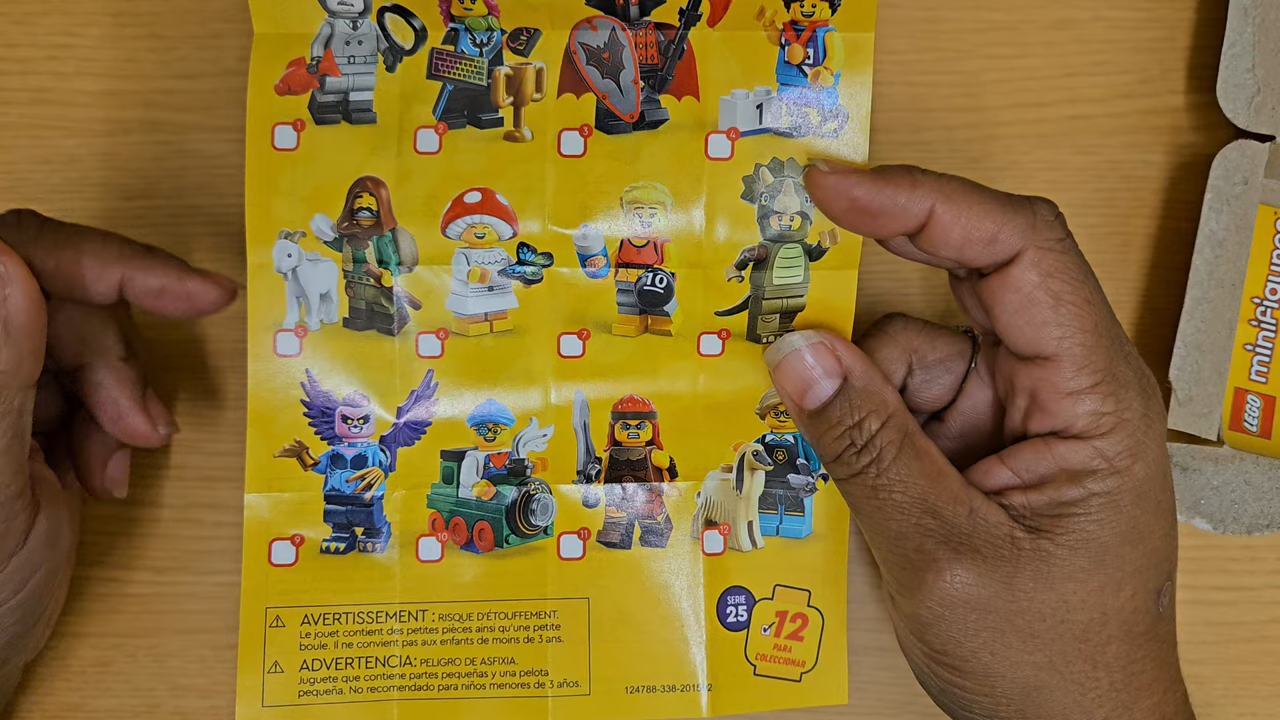 1
1
2
3
4
10
5
6
7
8
9
10
11
12
AVERTISSEMENT : RISQUE D'ÉTOUFFEMENT.
Le jouet contient des petites pièces ainsi qu'une petite
boule. Il ne convient pas aux enfants de moins de 3 ans.
ADVERTENCIA: PELIGRO DE ASFIXIA.
Juguete que contiene partes pequeñas y una pelota
pequeña. No recomendado para niños menores de 3 años.
SERIE
25
12
PARA
COLECCIONAR
LEGO
minifigures